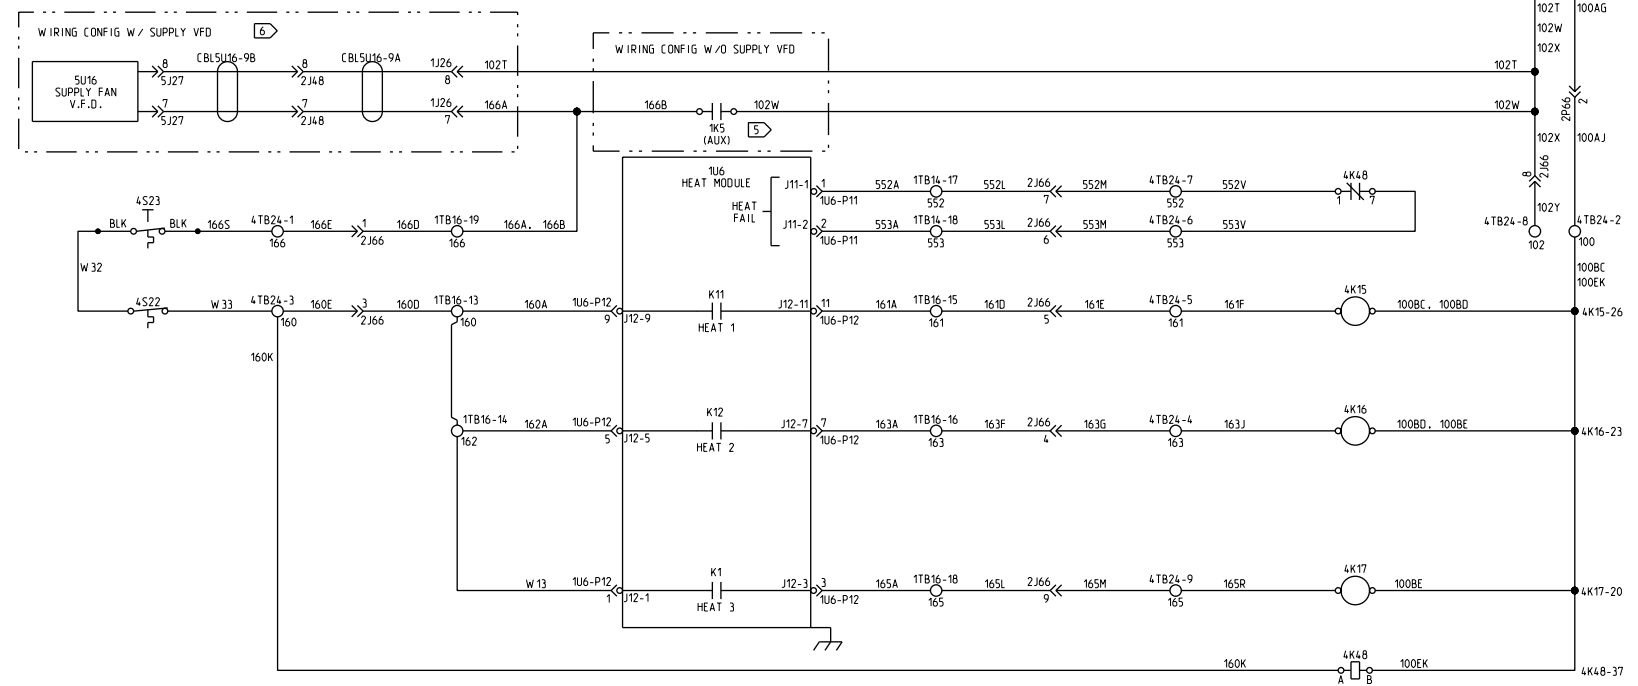 102T 100AG
102W
WIRING CONFIG W/ SUPPLY VFD 6
WIRING CONFIG W/O SUPPLY VFD
102X
8 CBL5U16-9B 8 CBL5U16-9A 1J26 102T 102T
5U16
SUPPLY FAN
V.F.D.
5J27 2J48 8
7 7 1J26 166A 166B 102W 102W
5J27 2J48 7
1K5
(AUX)
5
2P66 2
102X 100AJ
1U6
HEAT MODULE
HEAT
FAIL
J11-1 1 552A 1TB14-17 552L 2J66 552M 4TB24-7 552V 4K48
1U6-P11 552 7 552 1 7
8 2J66
102Y
4S23
BLK BLK 166S 4TB24-1 166E 1 166D 1TB16-19 166A, 166B
166 2J66 166
J11-2 2 553A 1TB14-18 553L 2J66 553M 4TB24-6 553V
1U6-P11 553 6 553
4TB24-8 4TB24-2
102 100
W32
100BC
100EK
4S22 W33 4TB24-3 160E 3 160D 1TB16-13 160A 1U6-P12 K11 J12-11 11 161A 1TB16-15 161D 2J66 161E 4TB24-5 161F 4K15 100BC, 100BD
160 2J66 160 9 J12-9 HEAT 1 1U6-P12 161 5 161 4K15-26
160K
1TB16-14 162A 1U6-P12 K12 J12-7 7 163A 1TB16-16 163F 2J66 163G 4TB24-4 163J 4K16 100BD, 100BE
162 5 J12-5 HEAT 2 1U6-P12 163 4 163 4K16-23
W13 1U6-P12 K1 J12-3 3 165A 1TB16-18 165L 2J66 165M 4TB24-9 165R 4K17 100BE
1 J12-1 HEAT 3 1U6-P12 165 9 165 4K17-20
160K 4K48 100EK
A B 4K48-37